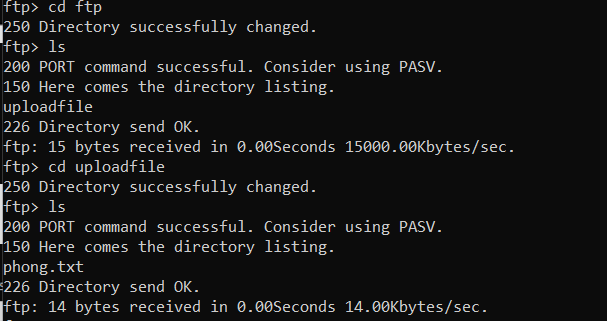 ftp> cd ftp
250 Directory successfully changed.
ftp> ls
200 PORT command successful. Consider using PASV.
150 Here comes the directory listing.
uploadfile
226 Directory send OK.
ftp: 15 bytes received in 0.00Seconds 15000.00Kbytes/sec.
ftp> cd uploadfile
250 Directory successfully changed.
ftp> ls
200 PORT command successful. Consider using PASV.
150 Here comes the directory listing.
phong.txt
226 Directory send OK.
ftp: 14 bytes received in 0.00Seconds 14.00Kbytes/sec.